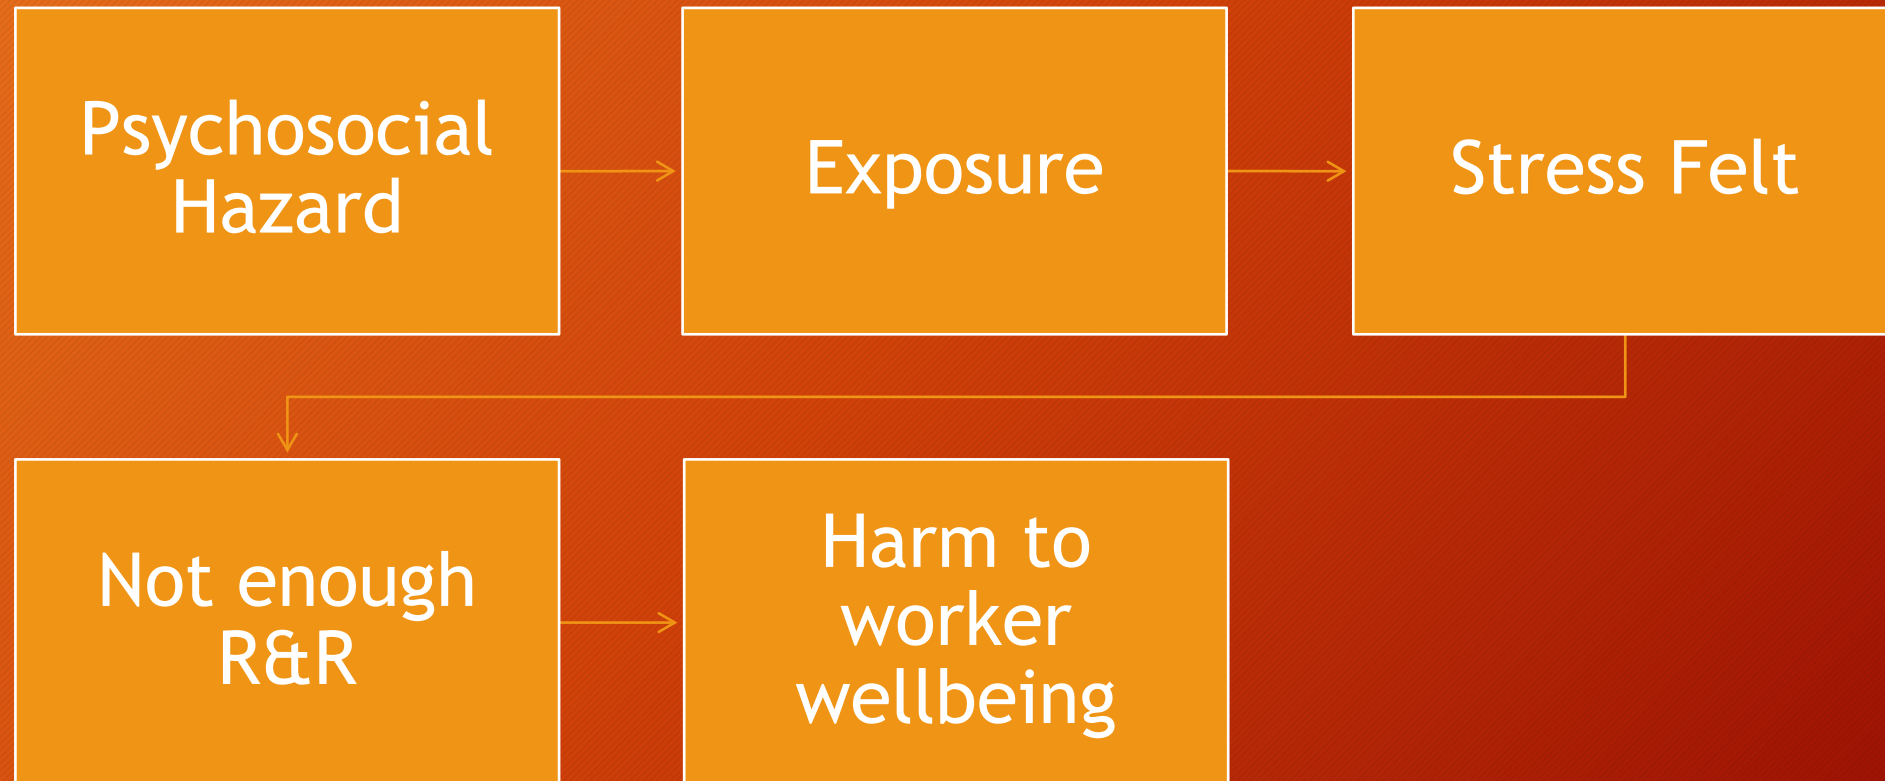 Psychosocial
Hazard
Exposure
Stress Felt
Not enough
R&R
Harm to
worker
wellbeing